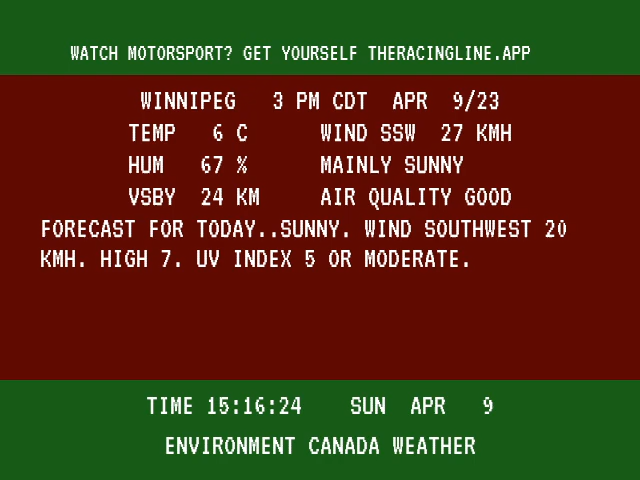 WATCH MOTORSPORT? GET YOURSELF THERACINGLINE.APP
WINNIPEG 3 PM CDT APR 9/23
TEMP 6 C WIND SSW 27 KMH
HUM 67 % MAINLY SUNNY
VSBY 24 KM AIR QUALITY GOOD
FORECAST FOR TODAY..SUNNY. WIND SOUTHWEST 20
KMH. HIGH 7. UV INDEX 5 OR MODERATE.
TIME 15:16:24 SUN APR 9
ENVIRONMENT CANADA WEATHER